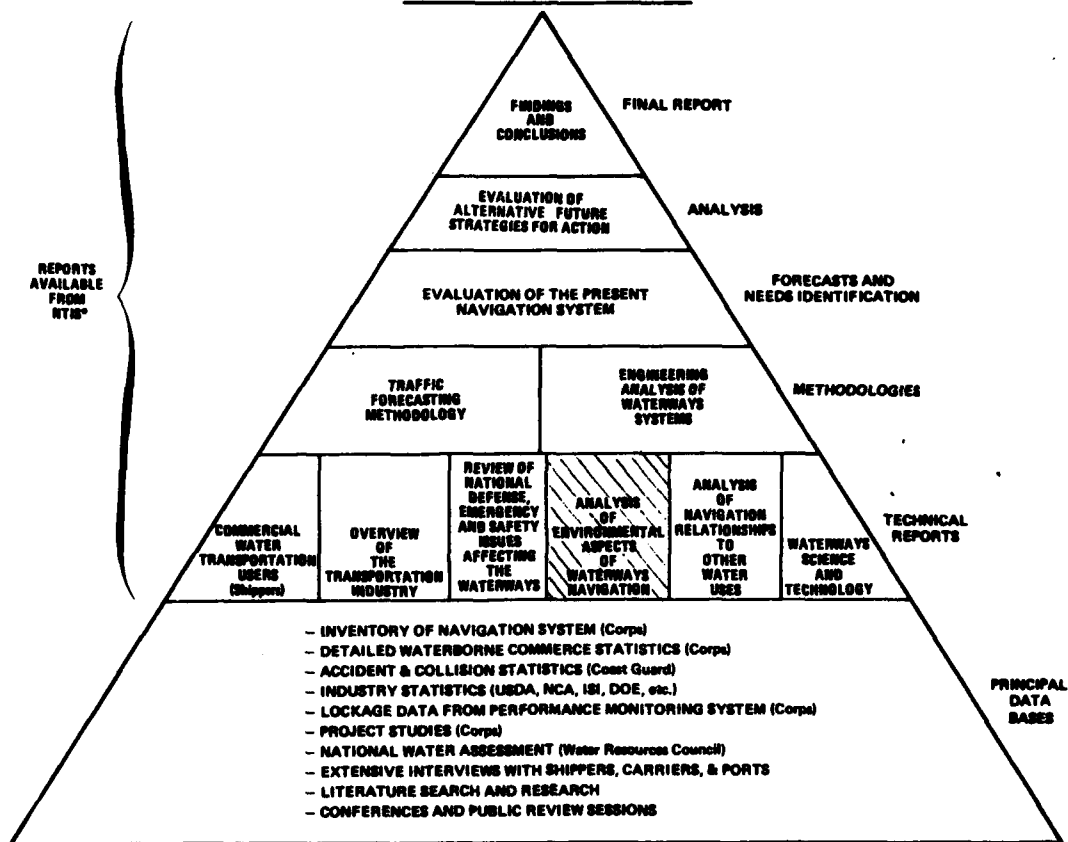 FINDINGS
AND
CONCLUSIONS
FINAL REPORT
EVALUATION OF
ALTERNATIVE FUTURE
STRATEGIES FOR ACTION
ANALYSIS
REPORTS
AVAILABLE
FROM
NTIS*
EVALUATION OF THE PRESENT
NAVIGATION SYSTEM
FORECASTS AND
NEEDS IDENTIFICATION
TRAFFIC
FORECASTING
METHODOLOGY
ENGINEERING
ANALYSIS OF
WATERWAYS
SYSTEMS
METHODOLOGIES
COMMERCIAL
WATER
TRANSPORTATION
USERS
(Shippers)
OVERVIEW
OF
THE
TRANSPORTATION
INDUSTRY
REVIEW OF
NATIONAL
DEFENSE,
EMERGENCY
AND SAFETY
ISSUES
AFFECTING
THE
WATERWAYS
ANALYSIS
OF
ENVIRONMENTAL
ASPECTS
OF
WATERWAYS
NAVIGATION
ANALYSIS
OF
NAVIGATION
RELATIONSHIPS
TO
OTHER
WATER
USES
WATERWAYS
SCIENCE
AND
TECHNOLOGY
TECHNICAL
REPORTS
– INVENTORY OF NAVIGATION SYSTEM (Corps)
– DETAILED WATERBORNE COMMERCE STATISTICS (Corps)
– ACCIDENT & COLLISION STATISTICS (Coast Guard)
– INDUSTRY STATISTICS (USDA, NCA, ISI, DOE, etc.)
– LOCKAGE DATA FROM PERFORMANCE MONITORING SYSTEM (Corps)
– PROJECT STUDIES (Corps)
– NATIONAL WATER ASSESSMENT (Water Resources Council)
– EXTENSIVE INTERVIEWS WITH SHIPPERS, CARRIERS, & PORTS
– LITERATURE SEARCH AND RESEARCH
– CONFERENCES AND PUBLIC REVIEW SESSIONS
PRINCIPAL
DATA
BASES